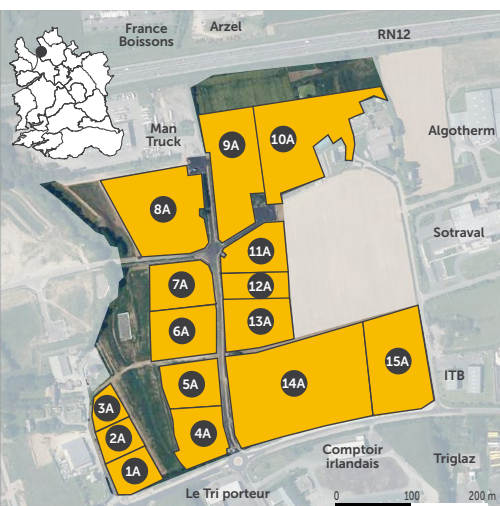 France
Boissons
Arzel
RN12
Man
Truck
Algotherm
9A
10A
8A
Sotraval
11A
7A
12A
13A
6A
15A
5A
14A
ITB
3A
4A
2A
1A
Comptoir
irlandais
Triglaz
Le Tri porteur
0 100 200 m